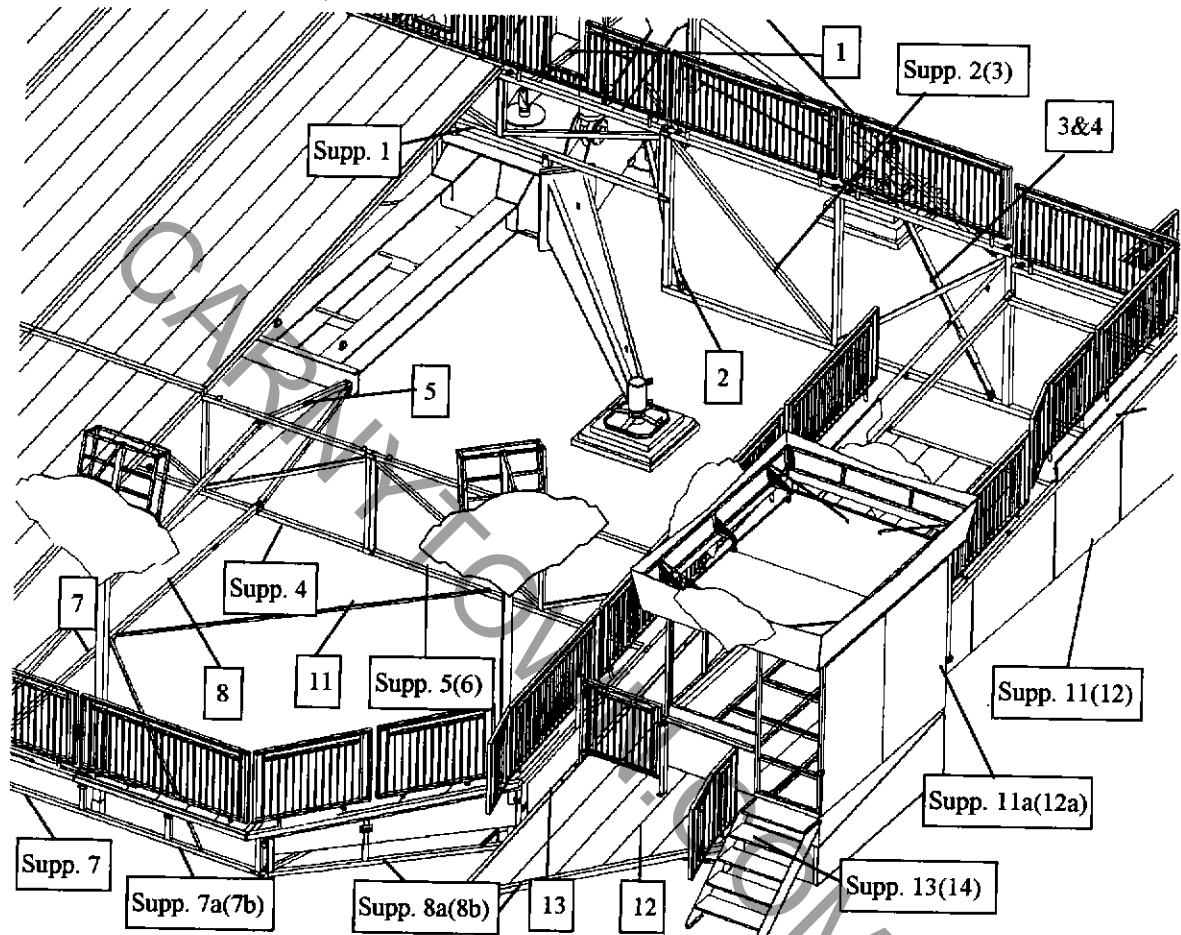 1
Supp. 2(3)
3&4
Supp. 1
2
5
Supp. 4
7
8
11
Supp. 5(6)
Supp. 11(12)
Supp. 11a(12a)
Supp. 7
Supp. 7a(7b)
Supp. 8a(8b)
13
12
Supp. 13(14)
CARNYTOWN.COM